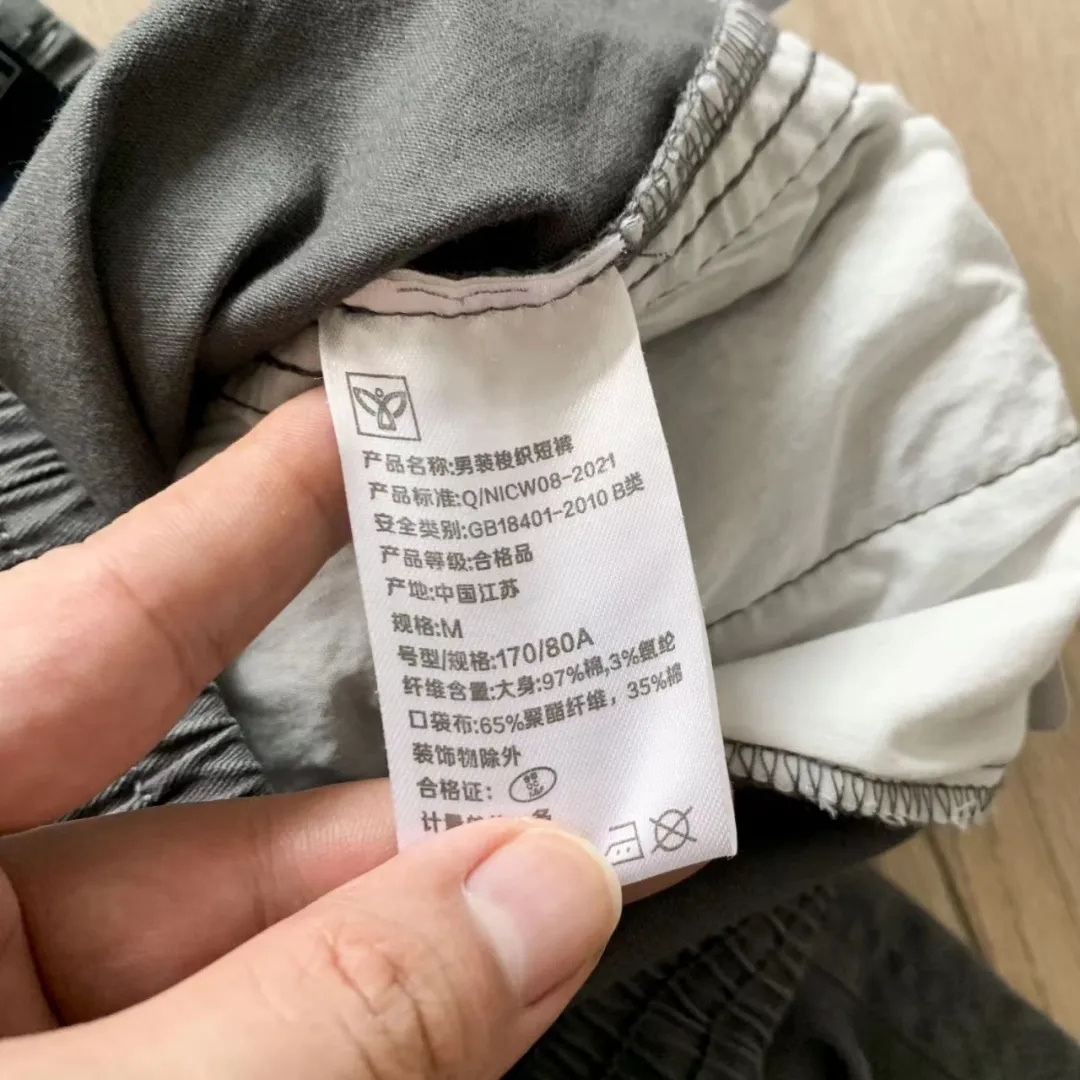 产品名称:男装梭织短裤
产品标准:Q/NICW08-2021
安全类别:GB18401-2010 B类
产品等级:合格品
产地:中国江苏
规格:M
号型/规格:170/80A
纤维含量:大身:97%棉,3%氨纶
口袋布:65%聚酯纤维，35%棉
装饰物除外
合格证：